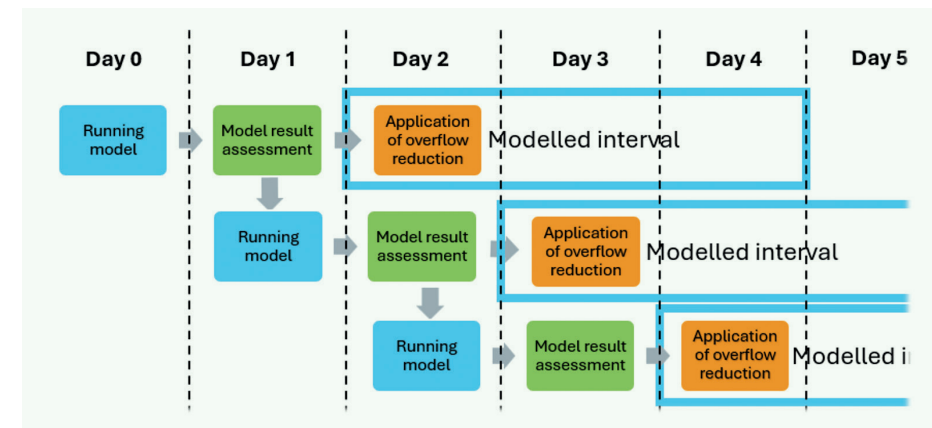 Day 0
Day 1
Day 2
Day 3
Day 4
Day 5
Running
model
Model result
assessment
Application
of overflow
reduction
Modelled interval
Running
model
Model result
assessment
Application
of overflow
reduction
Modelled interval
Running
model
Model result
assessment
Application
of overflow
reduction
Modelled i